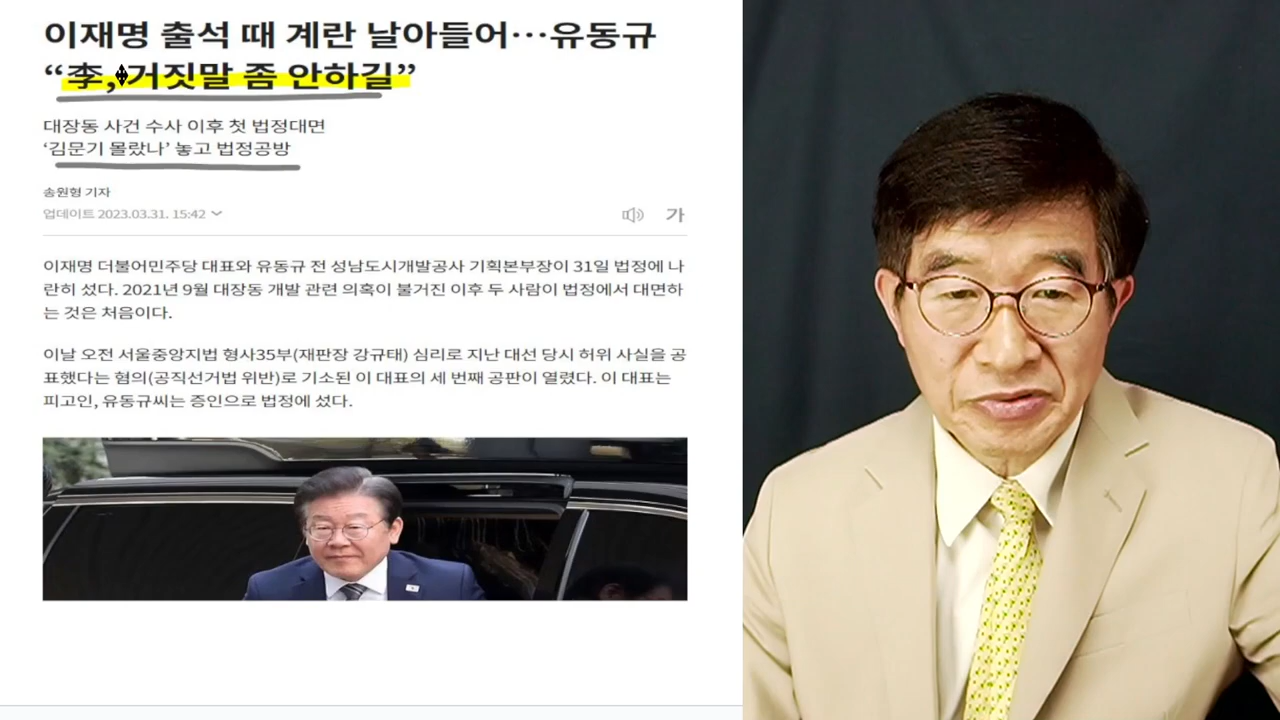 이재명 출석 때 계란 날아들어…유동규
“李, 거짓말 좀 안하길”
대장동 사건 수사 이후 첫 법정대면
‘김문기 몰랐나’ 놓고 법정공방
송원형 기자
업데이트 2023.03.31. 15:42
가
이재명 더불어민주당 대표와 유동규 전 성남도시개발공사 기획본부장이 31일 법정에 나
란히 섰다. 2021년 9월 대장동 개발 관련 의혹이 불거진 이후 두 사람이 법정에서 대면하
는 것은 처음이다.
이날 오전 서울중앙지법 형사35부(재판장 강규태) 심리로 지난 대선 당시 허위 사실을 공
표했다는 혐의(공직선거법 위반)로 기소된 이 대표의 세 번째 공판이 열렸다. 이 대표는
피고인, 유동규씨는 증인으로 법정에 섰다.